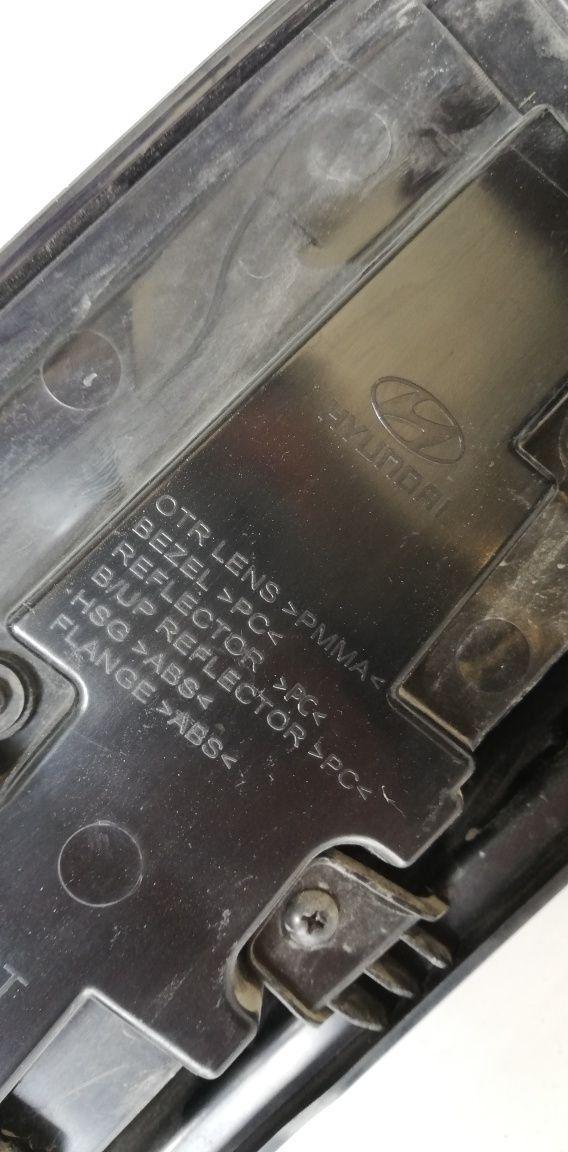 HYUNDAI
OTR LENS >PMMA<
BEZEL >PC<
REFLECTOR >PC<
B/UP REFLECTOR >PC<
HSG >ABS<
FLANGE >ABS<
T